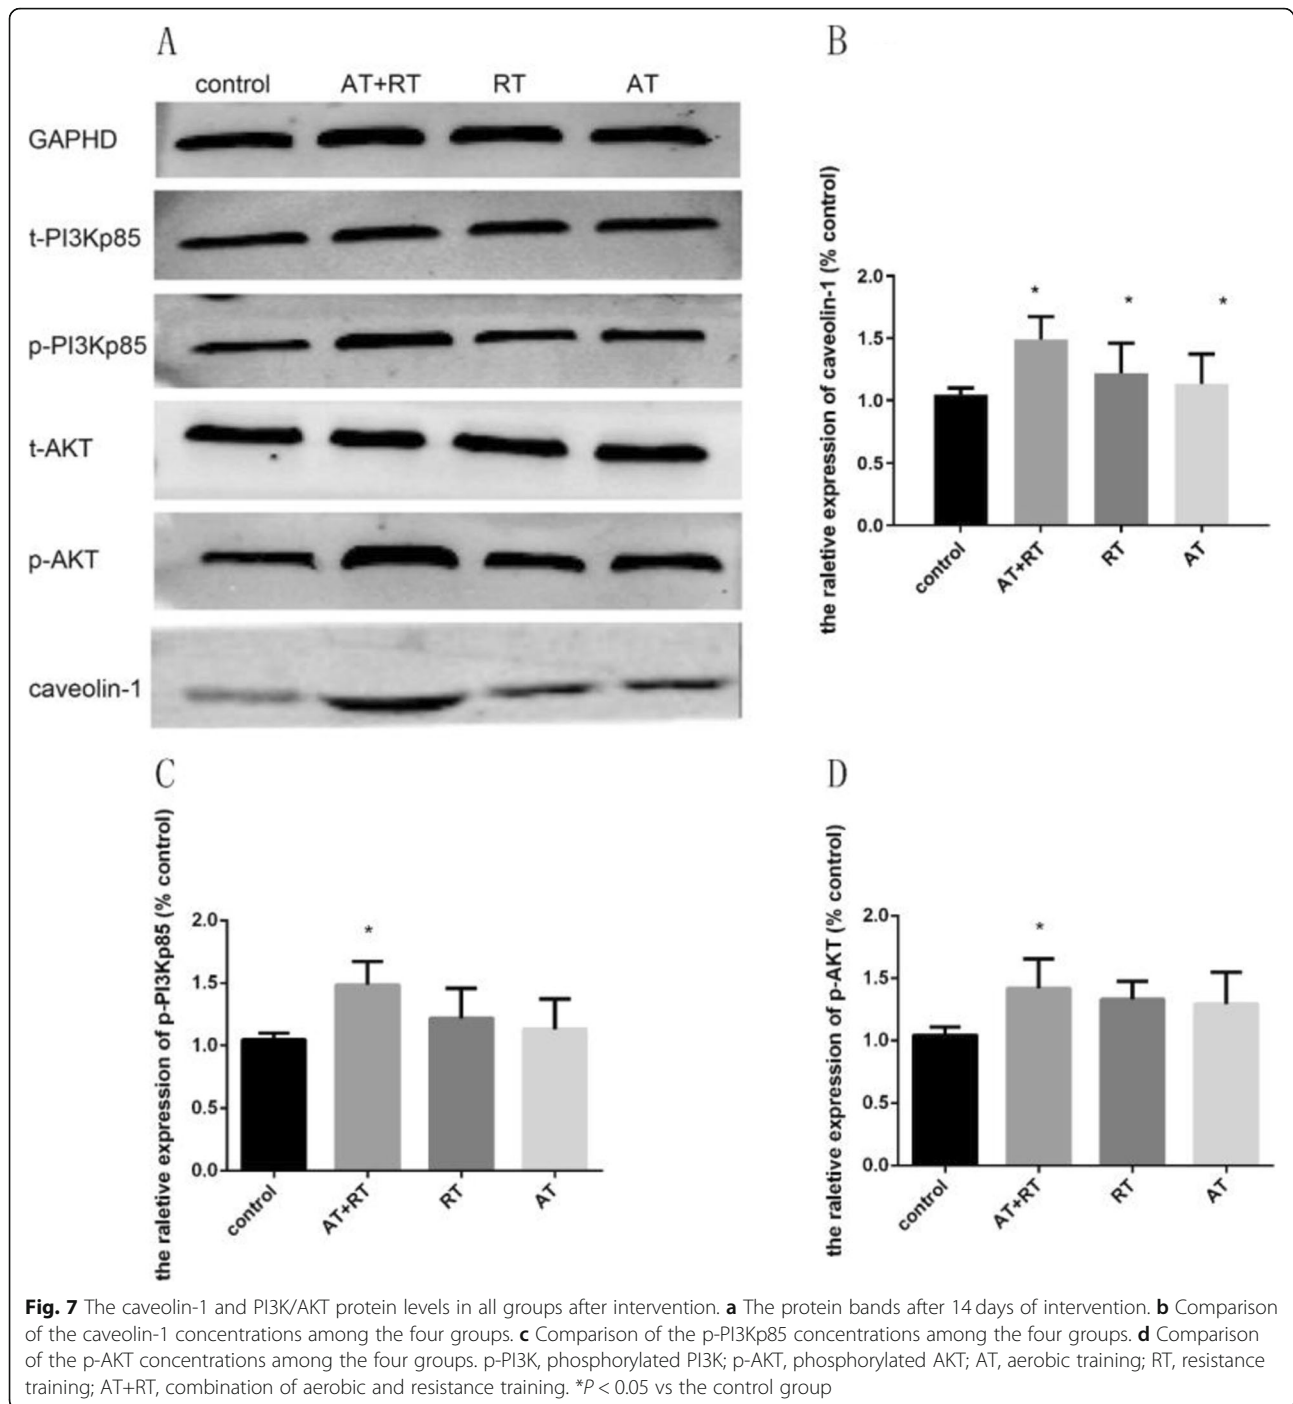 A
control AT+RT RT AT
GAPHD
t-PI3Kp85
p-PI3Kp85
t-AKT
p-AKT
caveolin-1
B
the raletive expression of caveolin-1 (% control)
2.0
*
*
*
1.5
1.0
0.5
0.0
control AT+RT RT AT
C
the raletive expression of p-PI3Kp85 (% control)
2.0
*
1.5
1.0
0.5
0.0
control AT+RT RT AT
D
the raletive expression of p-AKT (% control)
2.0
*
1.5
1.0
0.5
0.0
control AT+RT RT AT
Fig. 7 The caveolin-1 and PI3K/AKT protein levels in all groups after intervention. a The protein bands after 14 days of intervention. b Comparison
of the caveolin-1 concentrations among the four groups. c Comparison of the p-PI3Kp85 concentrations among the four groups. d Comparison
of the p-AKT concentrations among the four groups. p-PI3K, phosphorylated PI3K; p-AKT, phosphorylated AKT; AT, aerobic training; RT, resistance
training; AT+RT, combination of aerobic and resistance training. *P < 0.05 vs the control group